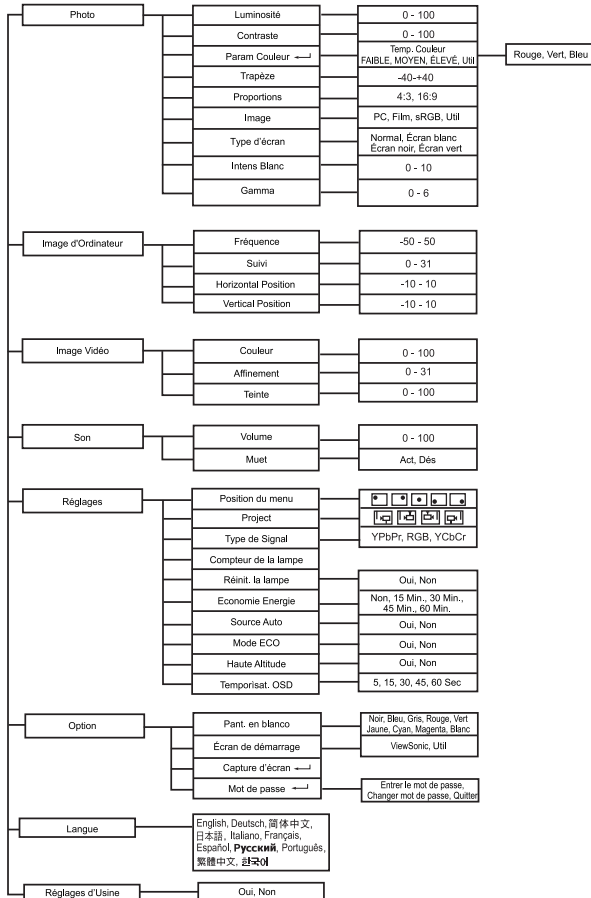 Photo
Luminosité
0 - 100
Contraste
0 - 100
Param Couleur
Temp. Couleur
FAIBLE, MOYEN, ÉLEVÉ, Util
Rouge, Vert, Bleu
Trapèze
-40-+40
Proportions
4:3, 16:9
Image
PC, Film, sRGB, Util
Type d'écran
Normal, Écran blanc
Écran noir, Écran vert
Intens Blanc
0 - 10
Gamma
0 - 6
Image d'Ordinateur
Fréquence
-50 - 50
Suivi
0 - 31
Horizontal Position
-10 - 10
Vertical Position
-10 - 10
Image Vidéo
Couleur
0 - 100
Affinement
0 - 31
Teinte
0 - 100
Son
Volume
0 - 100
Muet
Act, Dés
Réglages
Position du menu
Project
Type de Signal
YPbPr, RGB, YCbCr
Compteur de la lampe
Réinit. la lampe
Oui, Non
Economie Energie
Non, 15 Min., 30 Min.,
45 Min., 60 Min.
Source Auto
Oui, Non
Mode ECO
Oui, Non
Haute Altitude
Oui, Non
Temporisat. OSD
5, 15, 30, 45, 60 Sec
Option
Pant. en blanco
Noir, Bleu, Gris, Rouge, Vert
Jaune, Cyan, Magenta, Blanc
Écran de démarrage
ViewSonic, Util
Capture d'écran
Mot de passe
Entrer le mot de passe,
Changer mot de passe, Quitter
Langue
English, Deutsch, 简体中文,
日本語, Italiano, Français,
Español, Русский, Português,
繁體中文, 한국어
Réglages d'Usine
Oui, Non